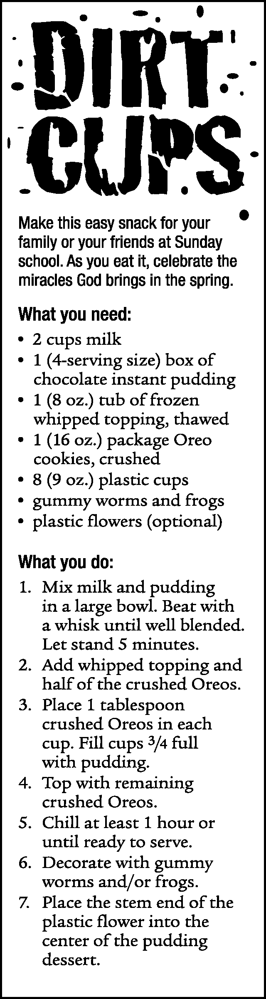 DIRT
CUPS
Make this easy snack for your
family or your friends at Sunday
school. As you eat it, celebrate the
miracles God brings in the spring.
What you need:
• 2 cups milk
• 1 (4-serving size) box of
chocolate instant pudding
• 1 (8 oz.) tub of frozen
whipped topping, thawed
• 1 (16 oz.) package Oreo
cookies, crushed
• 8 (9 oz.) plastic cups
• gummy worms and frogs
• plastic flowers (optional)
What you do:
1. Mix milk and pudding
in a large bowl. Beat with
a whisk until well blended.
Let stand 5 minutes.
2. Add whipped topping and
half of the crushed Oreos.
3. Place 1 tablespoon
crushed Oreos in each
cup. Fill cups 3/4 full
with pudding.
4. Top with remaining
crushed Oreos.
5. Chill at least 1 hour or
until ready to serve.
6. Decorate with gummy
worms and/or frogs.
7. Place the stem end of the
plastic flower into the
center of the pudding
dessert.